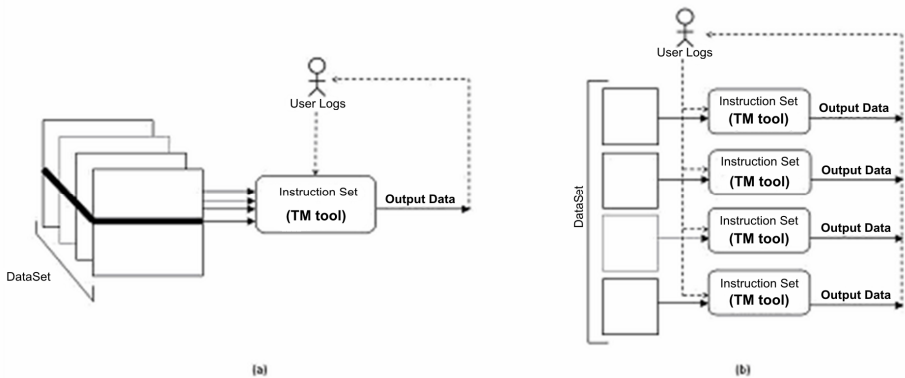 User Logs
Instruction Set
(TM tool)
Output Data
DataSet
(a)
User Logs
DataSet
Instruction Set
(TM tool)
Output Data
Instruction Set
(TM tool)
Output Data
Instruction Set
(TM tool)
Output Data
Instruction Set
(TM tool)
Output Data
(b)